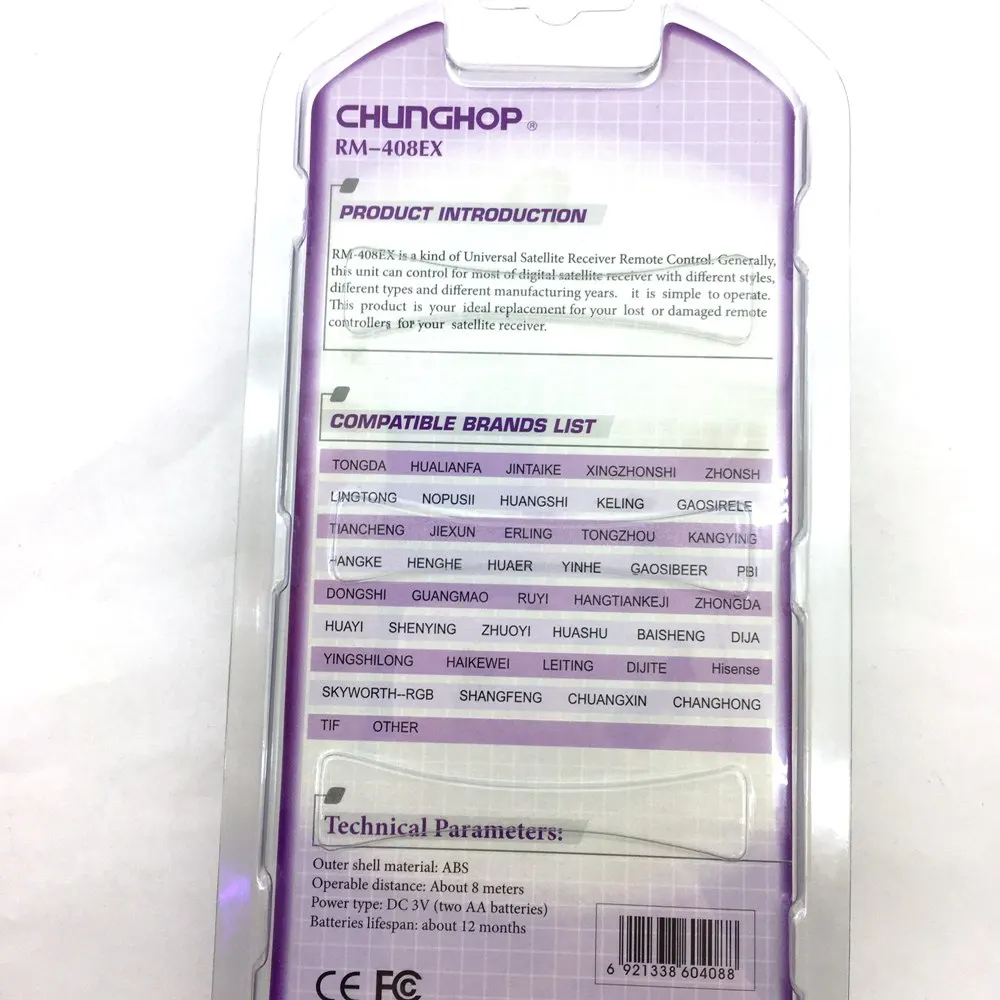 CHUNGHOP ®
RM-408EX
PRODUCT INTRODUCTION
RM-408EX is a kind of Universal Satellite Receiver Remote Control. Generally,
this unit can control for most of digital satellite receiver with different styles,
different types and different manufacturing years. it is simple to operate.
This product is your ideal replacement for your lost or damaged remote
controllers for your satellite receiver.
COMPATIBLE BRANDS LIST
TONGDA HUALIANFA JINTAIKE XINGZHONSHI ZHONSH
LINGTONG NOPUSII HUANGSHI KELING GAOSIRELE
TIANCHENG JIEXUN ERLING TONGZHOU KANGYING
HANGKE HENGHE HUAER YINHE GAOSIBEER PBI
DONGSHI GUANGMAO RUYI HANGTIANKEJI ZHONGDA
HUAYI SHENYING ZHUOYI HUASHU BAISHENG DIJA
YINGSHILONG HAIKEWEI LEITING DIJITE Hisense
SKYWORTH--RGB SHANGFENG CHUANGXIN CHANGHONG
TIF OTHER
Technical Parameters:
Outer shell material: ABS
Operable distance: About 8 meters
Power type: DC 3V (two AA batteries)
Batteries lifespan: about 12 months
6 921338 604088
CE FC